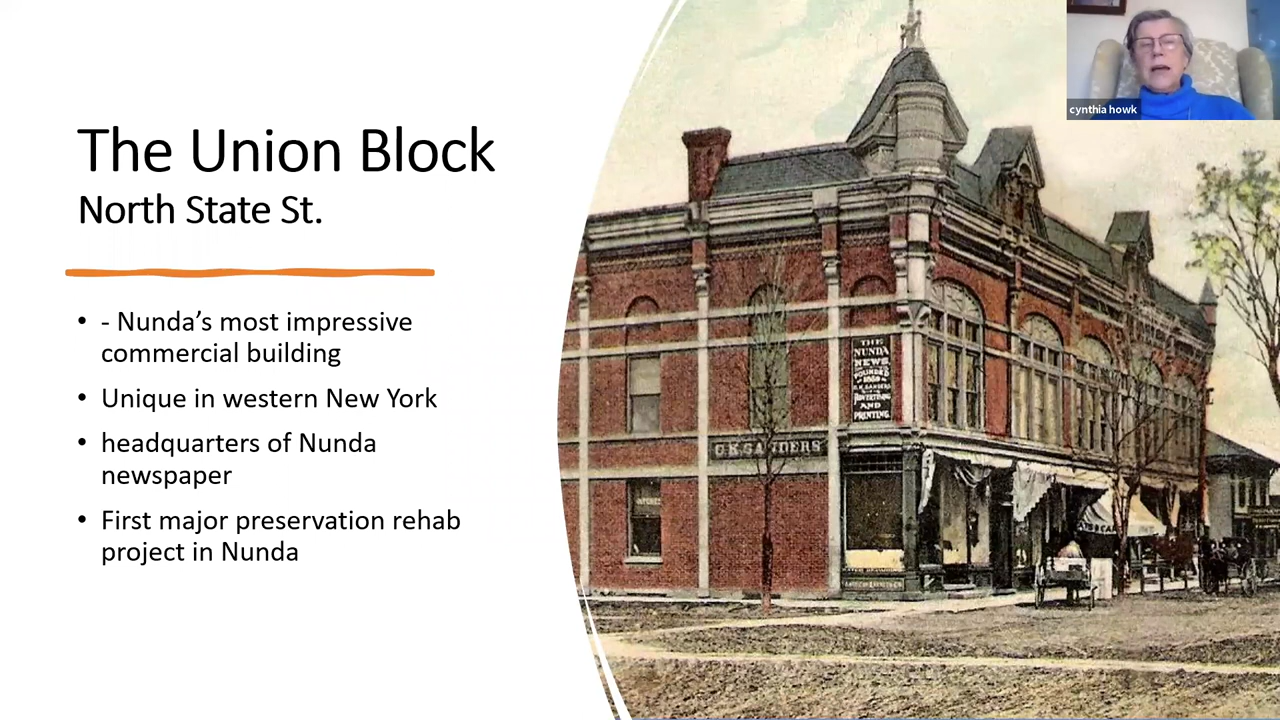 cynthia howk
The Union Block
North State St.
• - Nunda’s most impressive
commercial building
• Unique in western New York
• headquarters of Nunda
newspaper
• First major preservation rehab
project in Nunda
THE
NUNDA
NEWS,
FOUNDED
1859
ADVERTISING
AND
PRINTING.
SANDERS